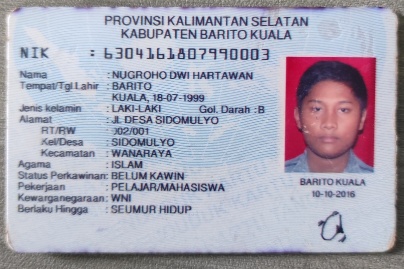 PROVINSI KALIMANTAN SELATAN
KABUPATEN BARITO KUALA
NIK : 6304161807990003
Nama : NUGROHO DWI HARTAWAN
Tempat/Tgl Lahir : BARITO
KUALA, 18-07-1999
Jenis kelamin : LAKI-LAKI Gol. Darah : B
Alamat : JL DESA SIDOMULYO
RT/RW : 002/001
Kel/Desa : SIDOMULYO
Kecamatan : WANARAYA
Agama : ISLAM
Status Perkawinan: BELUM KAWIN
Pekerjaan : PELAJAR/MAHASISWA
Kewarganegaraan: WNI
Berlaku Hingga : SEUMUR HIDUP
BARITO KUALA
10-10-2016